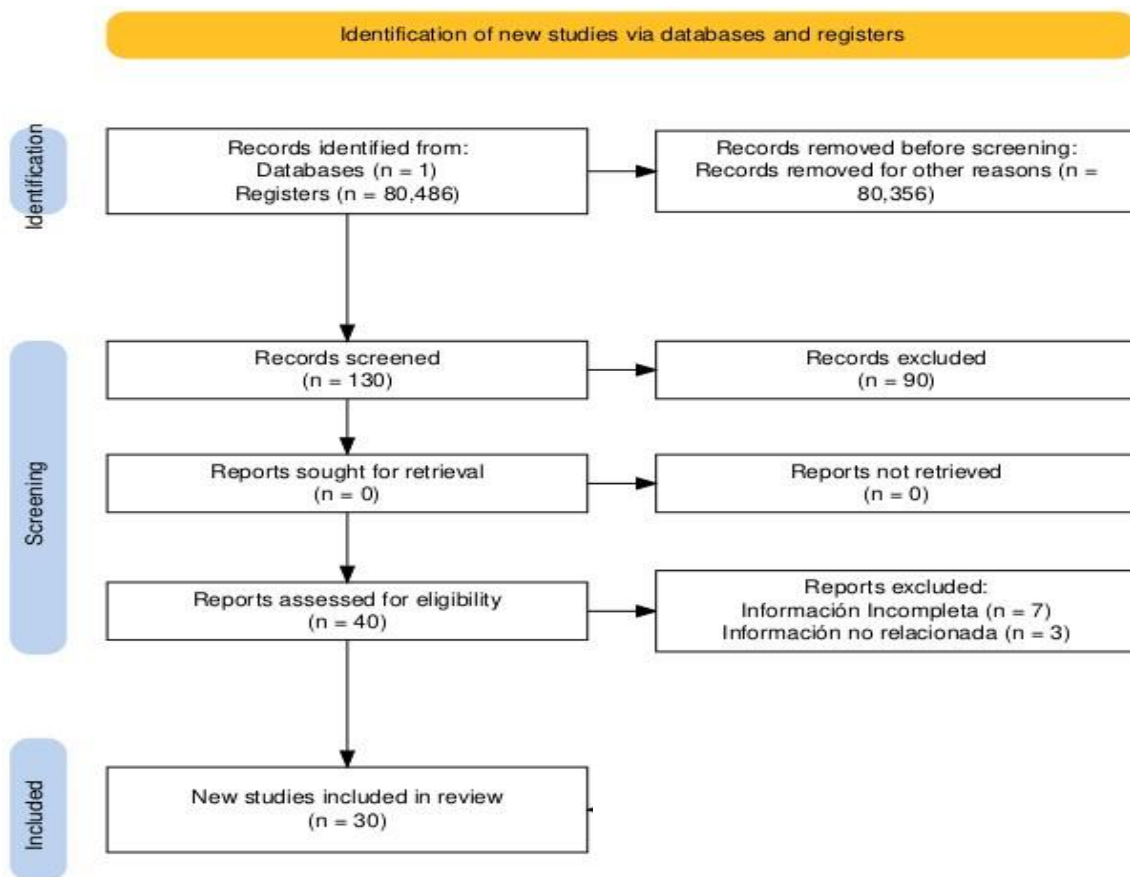 Identification of new studies via databases and registers
Identification
Records identified from:
Databases (n = 1)
Registers (n = 80,486)
Records removed before screening:
Records removed for other reasons (n =
80,356)
Screening
Records screened
(n = 130)
Records excluded
(n = 90)
Reports sought for retrieval
(n = 0)
Reports not retrieved
(n = 0)
Reports assessed for eligibility
(n = 40)
Reports excluded:
Información Incompleta (n = 7)
Información no relacionada (n = 3)
Included
New studies included in review
(n = 30)